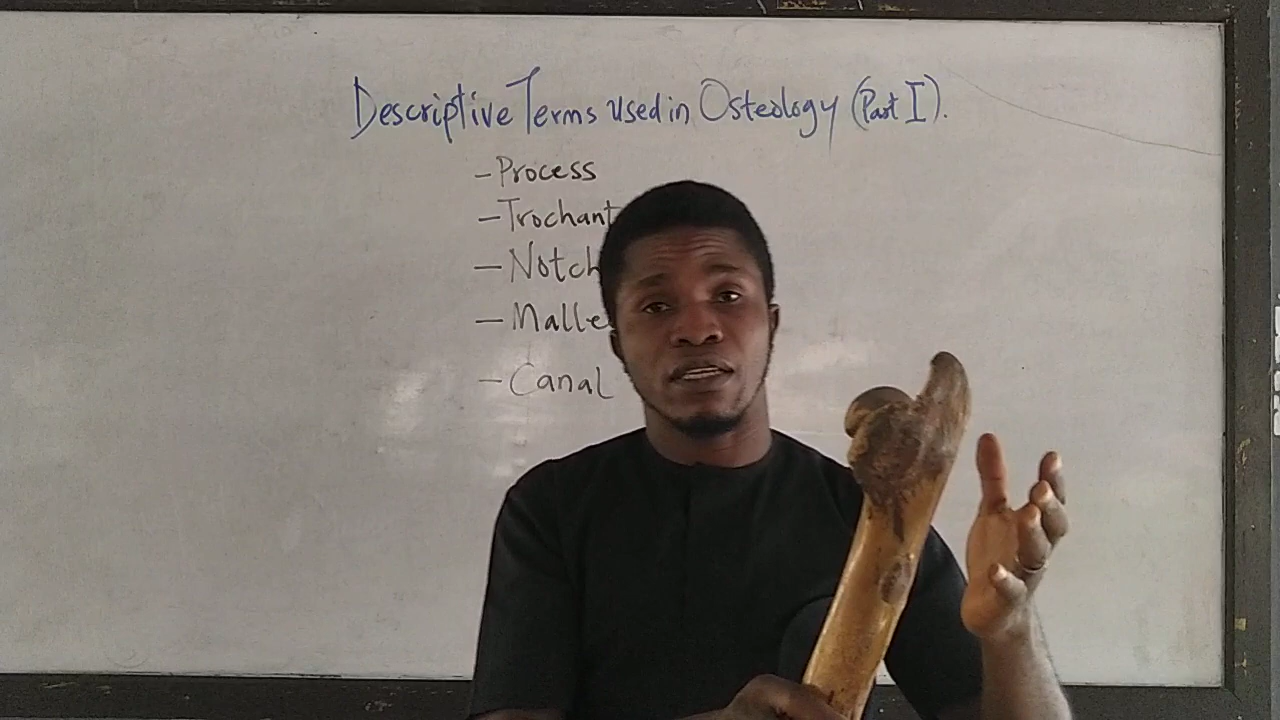 Descriptive Terms used in Osteology (Part I).
- Process
- Trochant
- Notch
- Malle
- Canal